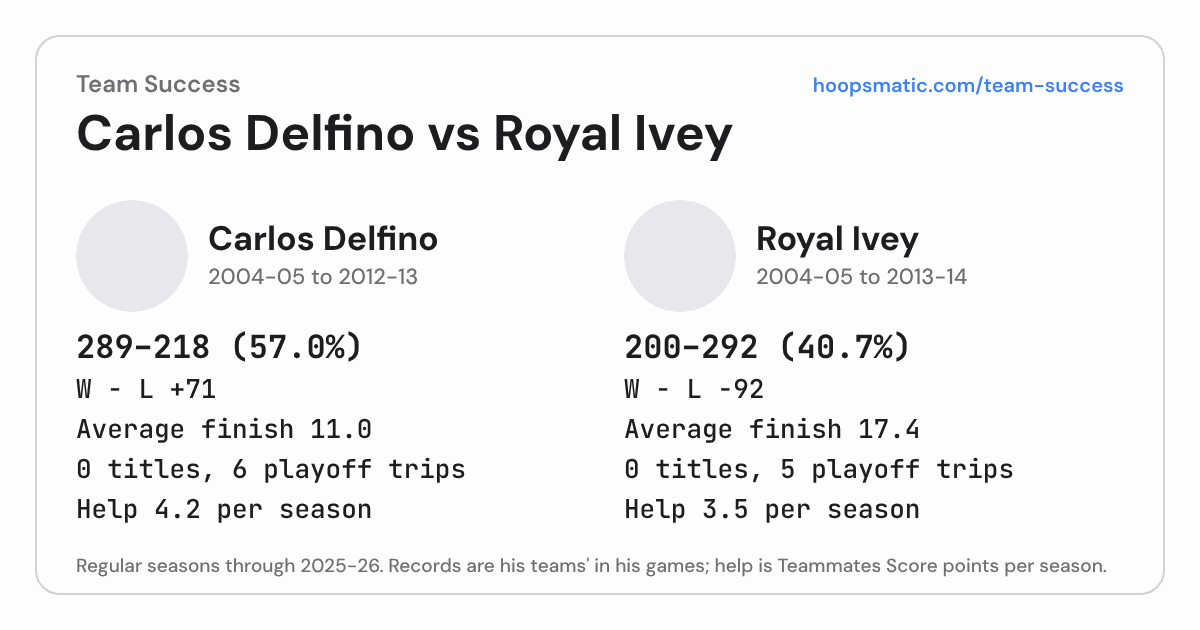 Team Success
hoopsmatic.com/team-success
Carlos Delfino vs Royal Ivey
Carlos Delfino
2004-05 to 2012-13
289-218 (57.0%)
W - L +71
Average finish 11.0
0 titles, 6 playoff trips
Help 4.2 per season
Royal Ivey
2004-05 to 2013-14
200-292 (40.7%)
W - L -92
Average finish 17.4
0 titles, 5 playoff trips
Help 3.5 per season
Regular seasons through 2025-26. Records are his teams' in his games; help is Teammates Score points per season.